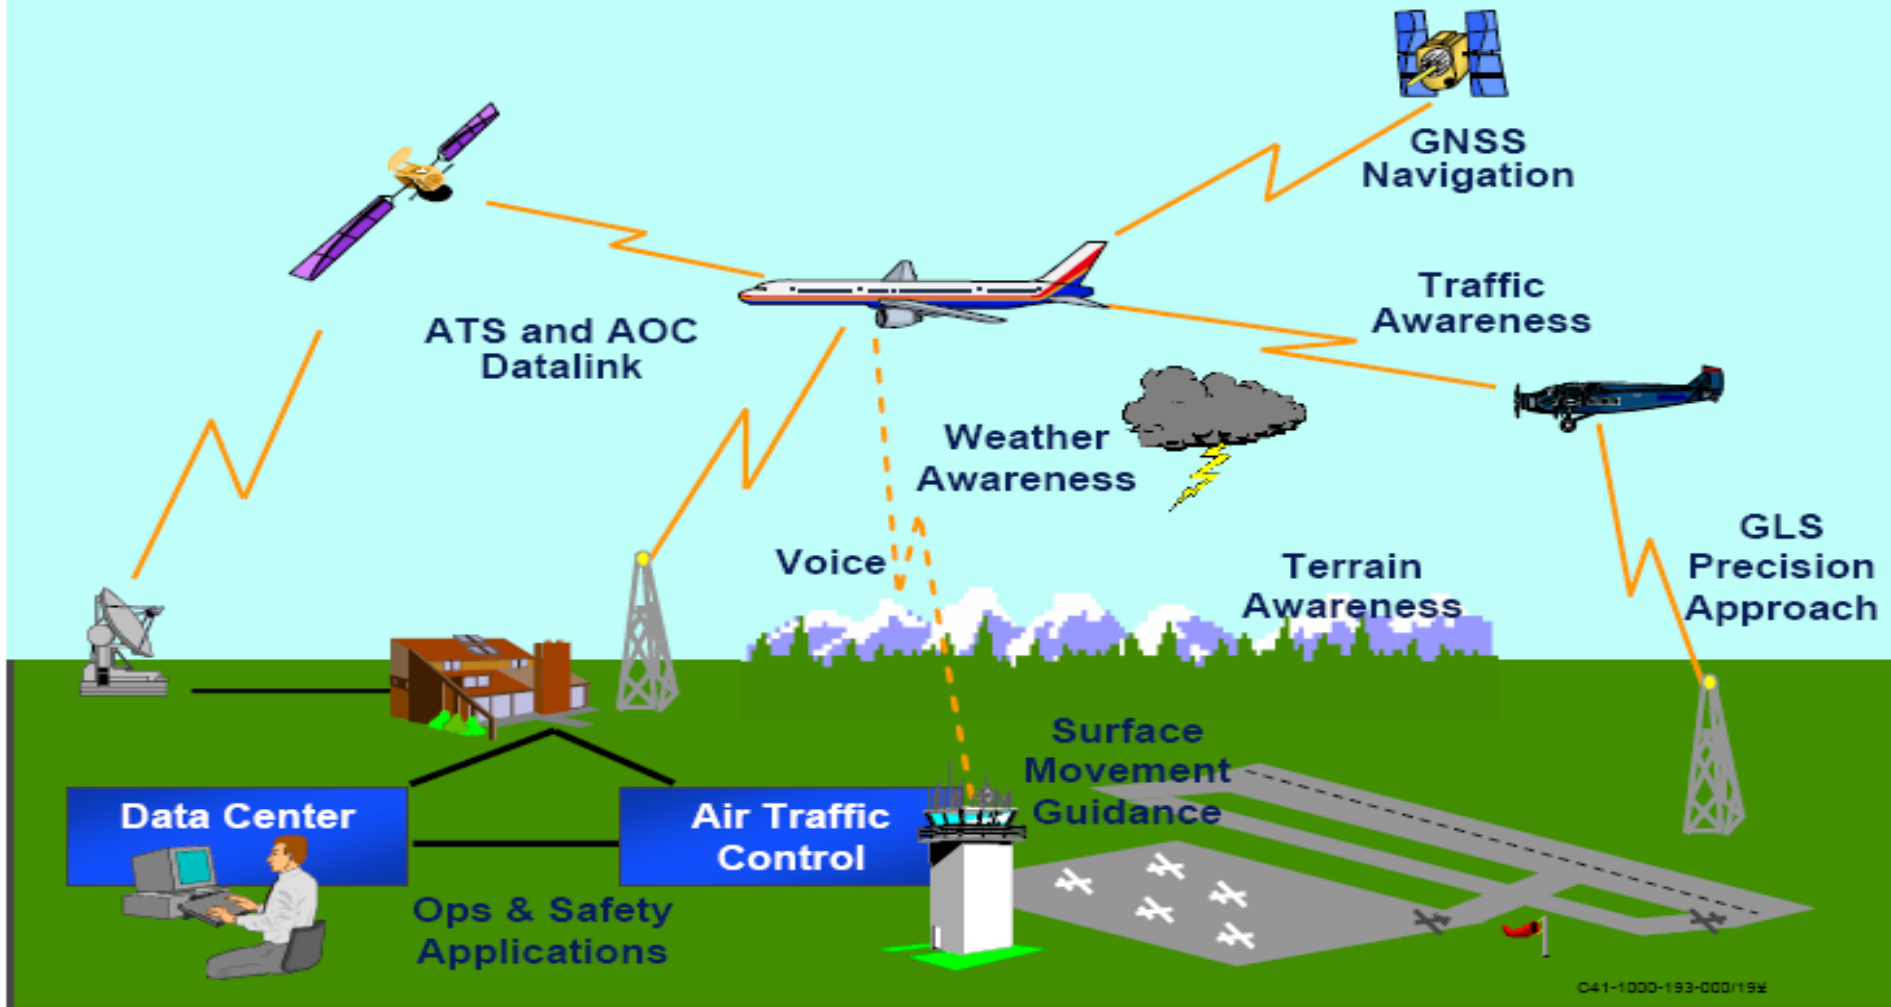 GNSS
Navigation
Traffic
Awareness
ATS and AOC
Datalink
Weather
Awareness
GLS
Precision
Approach
Voice
Terrain
Awareness
Surface
Movement
Guidance
Data Center
Air Traffic
Control
Ops & Safety
Applications